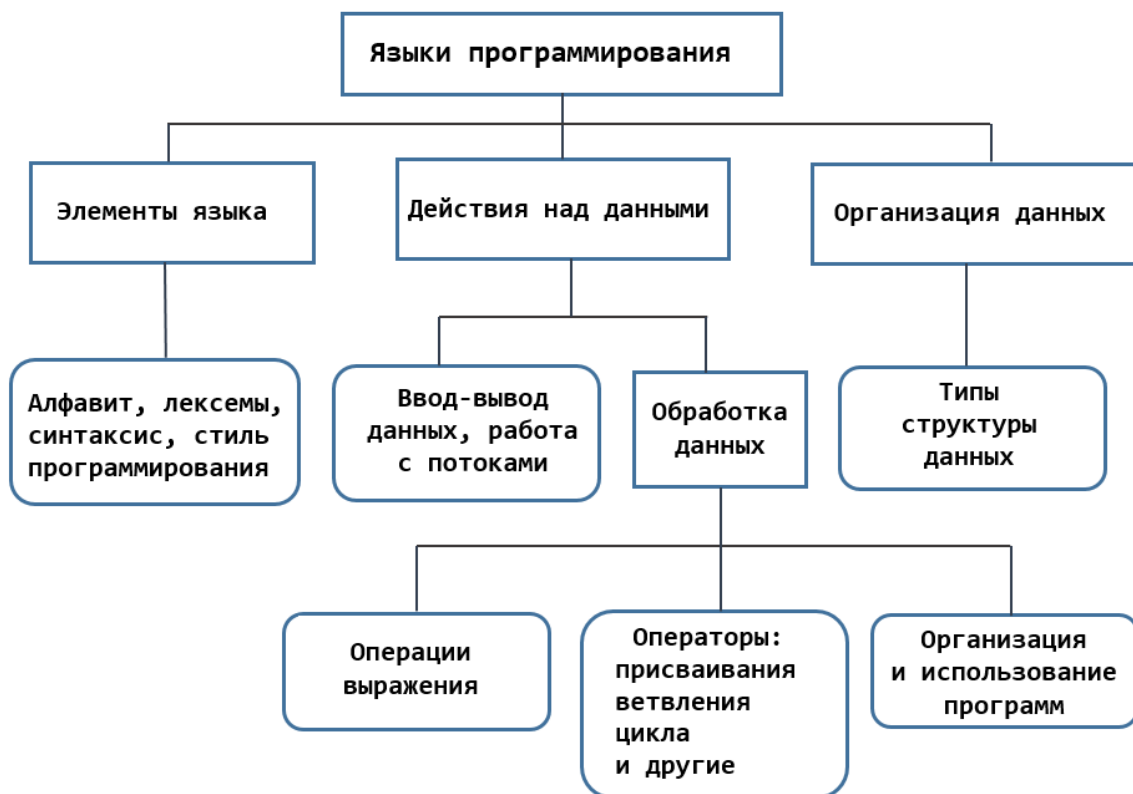 Языки программирования
Элементы языка
Действия над данными
Организация данных
Алфавит, лексемы,
синтаксис, стиль
программирования
Ввод-вывод
данных, работа
с потоками
Обработка
данных
Типы
структуры
данных
Операции
выражения
Операторы:
присваивания
ветвления
цикла
и другие
Организация
и использование
программ